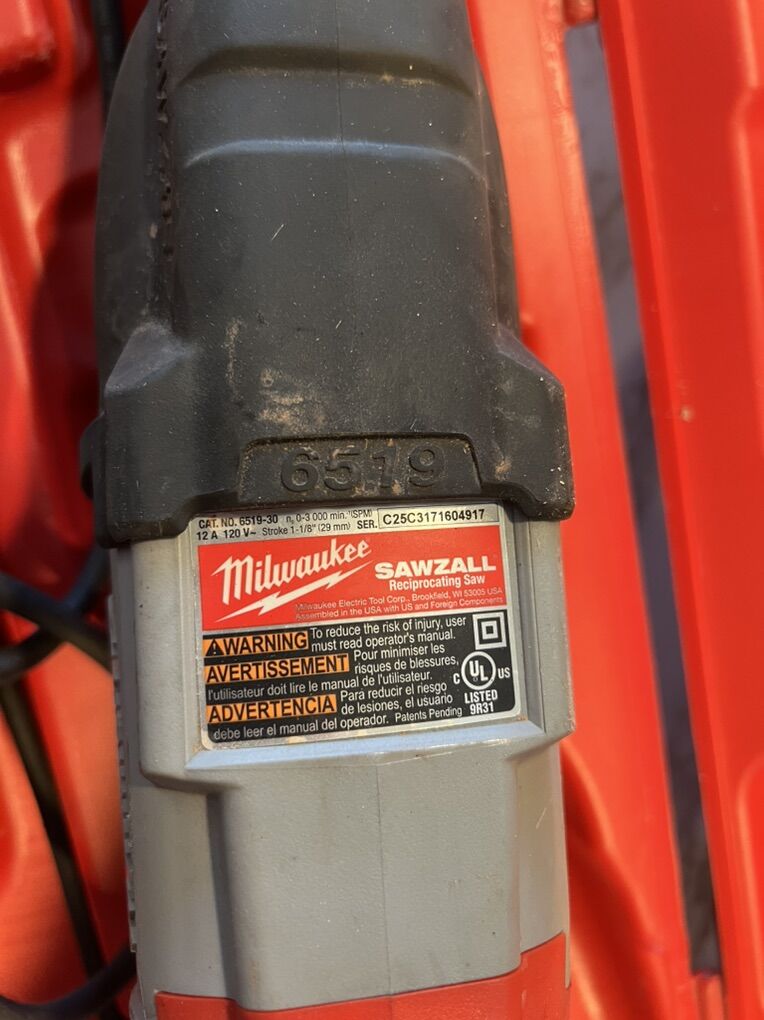 6519
CAT. NO. 6519-30 n₀ 0-3 000 min.⁻¹(SPM)
12 A 120 V~ Stroke 1-1/8" (29 mm) SER. C25C3171604917
Milwaukee SAWZALL
Reciprocating Saw
Milwaukee Electric Tool Corp., Brookfield, WI 53005 USA
Assembled in the USA with US and Foreign Components
WARNING To reduce the risk of injury, user
must read operator's manual.
AVERTISSEMENT Pour minimiser les
risques de blessures,
l'utilisateur doit lire le manuel de l'utilisateur.
ADVERTENCIA Para reducir el riesgo
de lesiones, el usuario
debe leer el manual del operador. Patents Pending
C UL US
LISTED
9R31